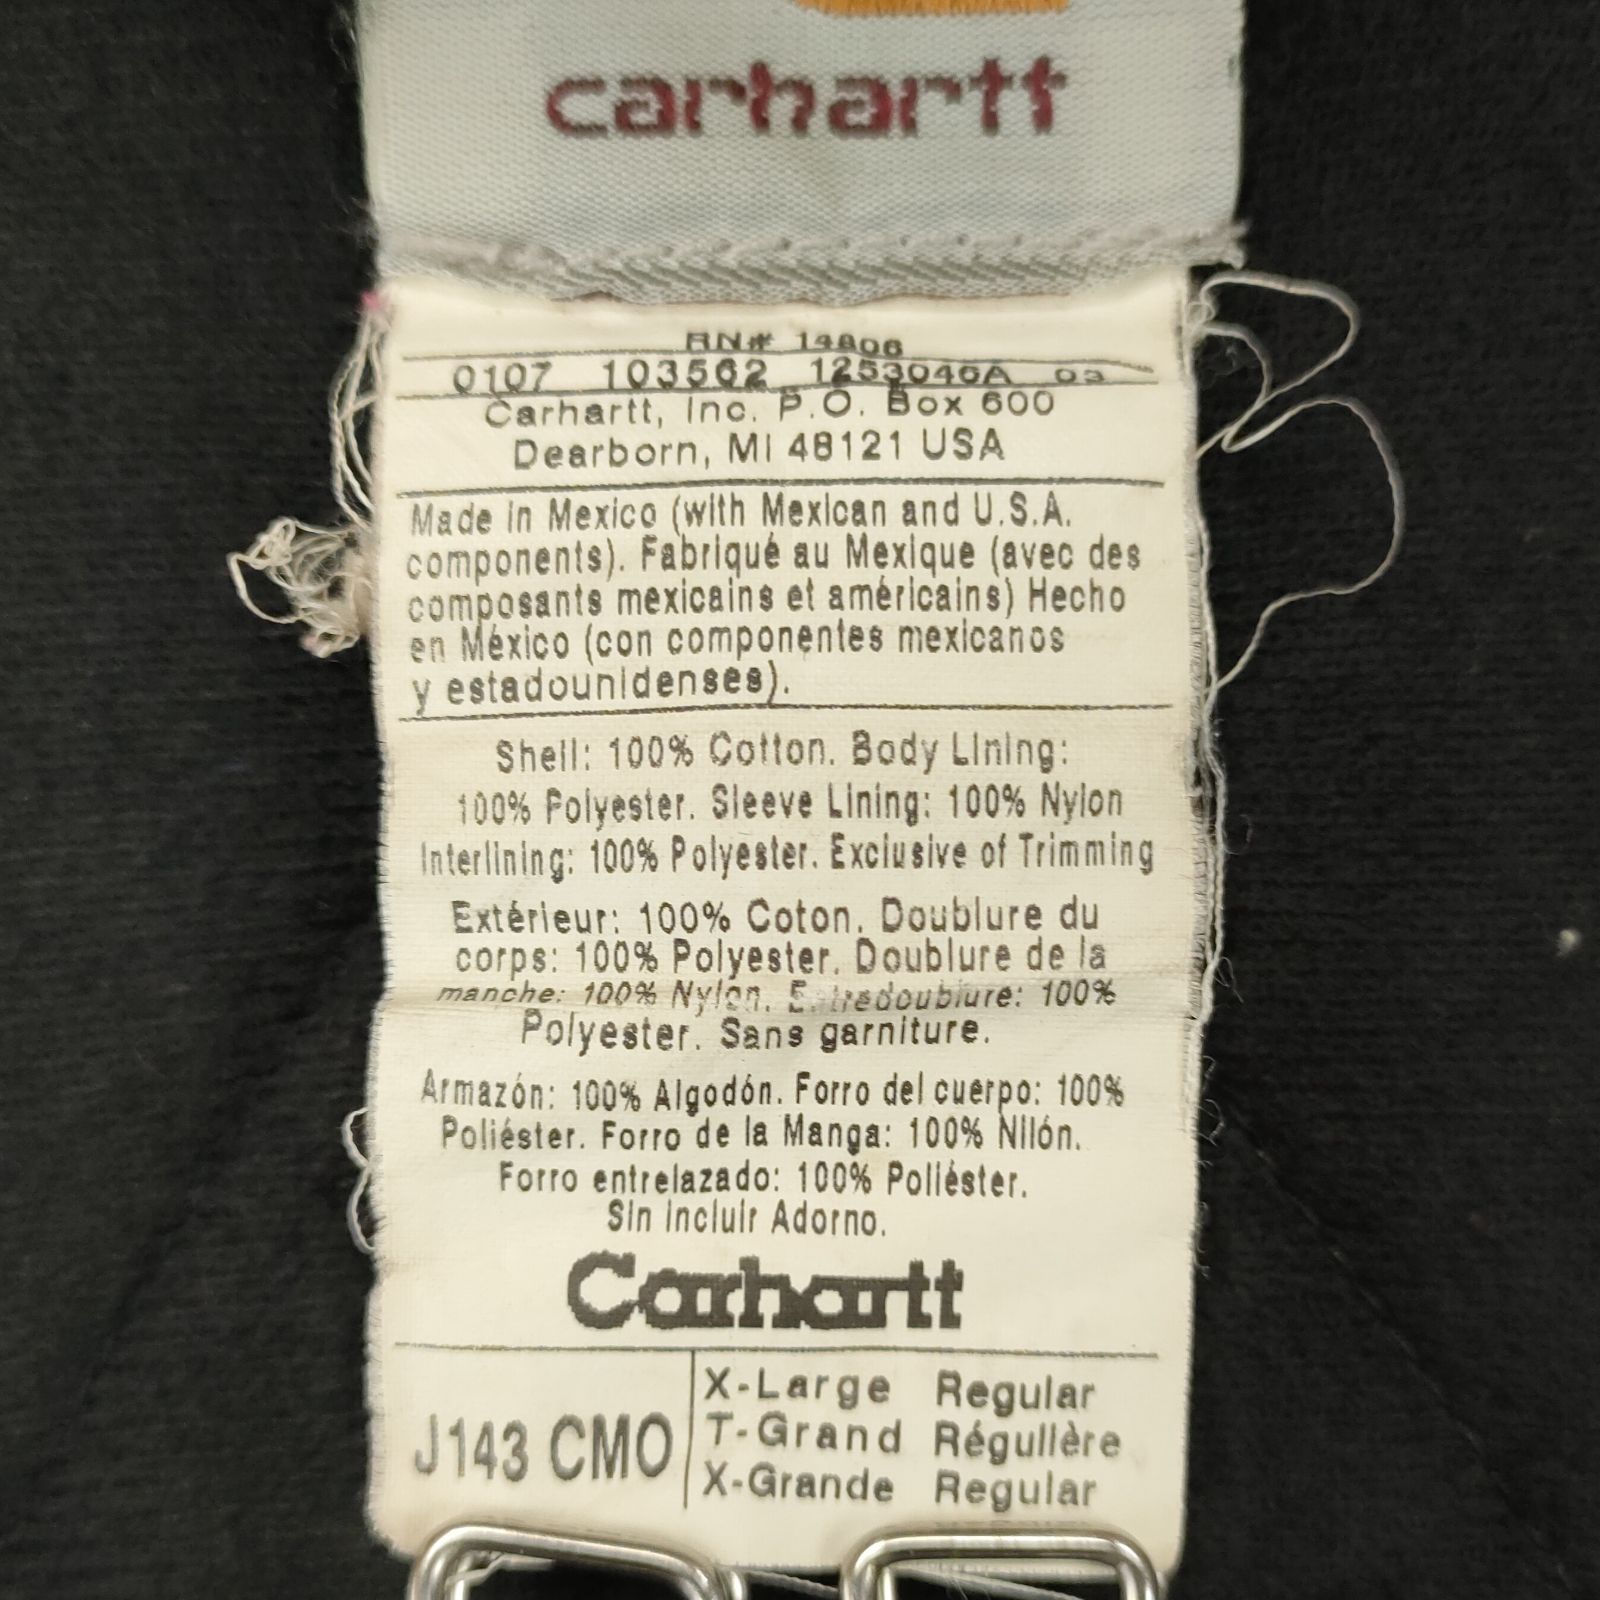 carhartt
RN# 14806
0107 103562 1253046A 03
Carhartt, Inc. P.O. Box 600
Dearborn, MI 48121 USA
Made in Mexico (with Mexican and U.S.A.
components). Fabriqué au Mexique (avec des
composants mexicains et américains) Hecho
en México (con componentes mexicanos
y estadounidenses).
Shell: 100% Cotton. Body Lining:
100% Polyester. Sleeve Lining: 100% Nylon
Interlining: 100% Polyester. Exclusive of Trimming
Extérieur: 100% Coton. Doublure du
corps: 100% Polyester. Doublure de la
manche: 100% Nylon. Entredoublure: 100%
Polyester. Sans garniture.
Armazón: 100% Algodón. Forro del cuerpo: 100%
Poliéster. Forro de la Manga: 100% Nilón.
Forro entrelazado: 100% Poliéster.
Sin incluir Adorno.
Carhartt
J143 CMO
X-Large Regular
T-Grand Régulière
X-Grande Regular